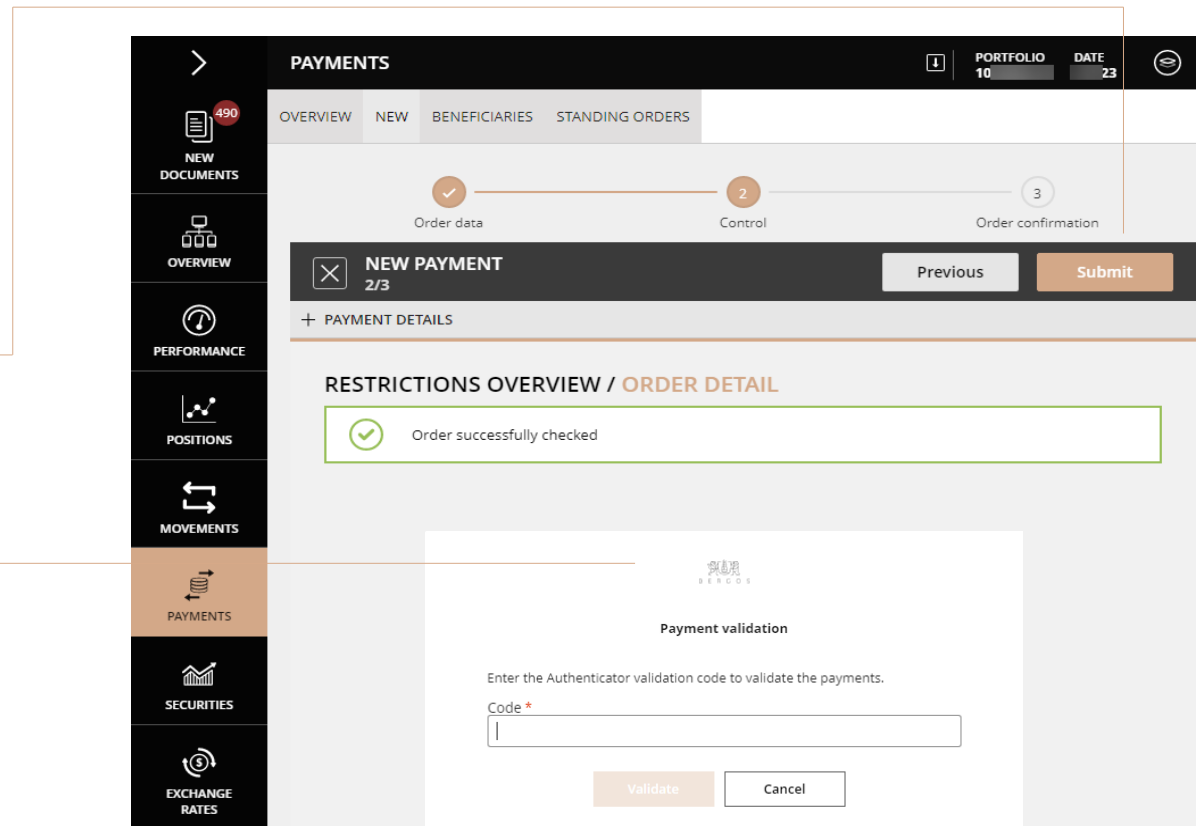 PAYMENTS
PORTFOLIO
10
DATE
23
490
NEW
DOCUMENTS
OVERVIEW
PERFORMANCE
POSITIONS
MOVEMENTS
PAYMENTS
SECURITIES
EXCHANGE
RATES
OVERVIEW NEW BENEFICIARIES STANDING ORDERS
2 3
Order data Control Order confirmation
NEW PAYMENT
2/3
Previous Submit
+ PAYMENT DETAILS
RESTRICTIONS OVERVIEW / ORDER DETAIL
Order successfully checked
BERGOS
Payment validation
Enter the Authenticator validation code to validate the payments.
Code *
Validate Cancel